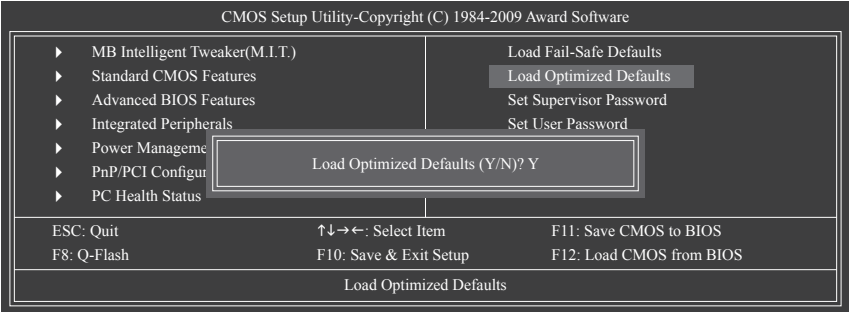 CMOS Setup Utility-Copyright (C) 1984-2009 Award Software
MB Intelligent Tweaker(M.I.T.)
Standard CMOS Features
Advanced BIOS Features
Integrated Peripherals
Power Manageme
PnP/PCI Configur
PC Health Status
Load Fail-Safe Defaults
Load Optimized Defaults
Set Supervisor Password
Set User Password
Load Optimized Defaults (Y/N)? Y
ESC: Quit ↑↓→←: Select Item F11: Save CMOS to BIOS
F8: Q-Flash F10: Save & Exit Setup F12: Load CMOS from BIOS
Load Optimized Defaults